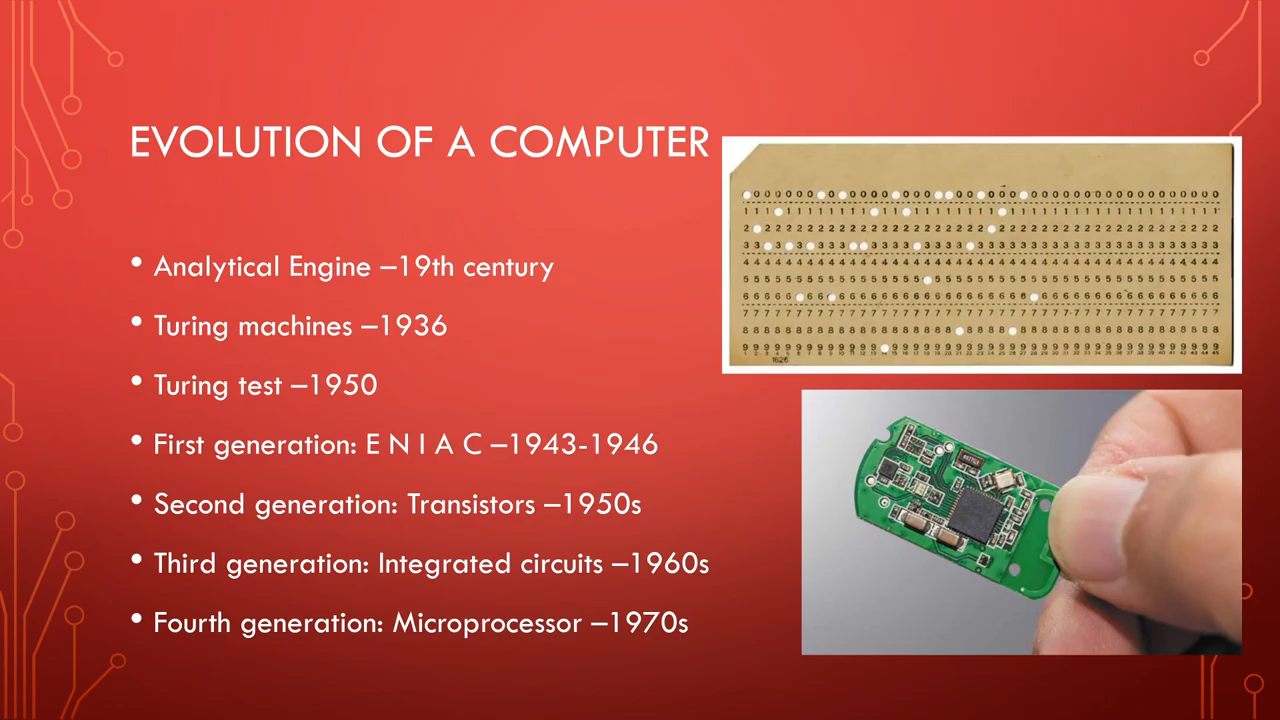 EVOLUTION OF A COMPUTER
• Analytical Engine –19th century
• Turing machines –1936
• Turing test –1950
• First generation: E N I A C –1943-1946
• Second generation: Transistors –1950s
• Third generation: Integrated circuits –1960s
• Fourth generation: Microprocessor –1970s
1626